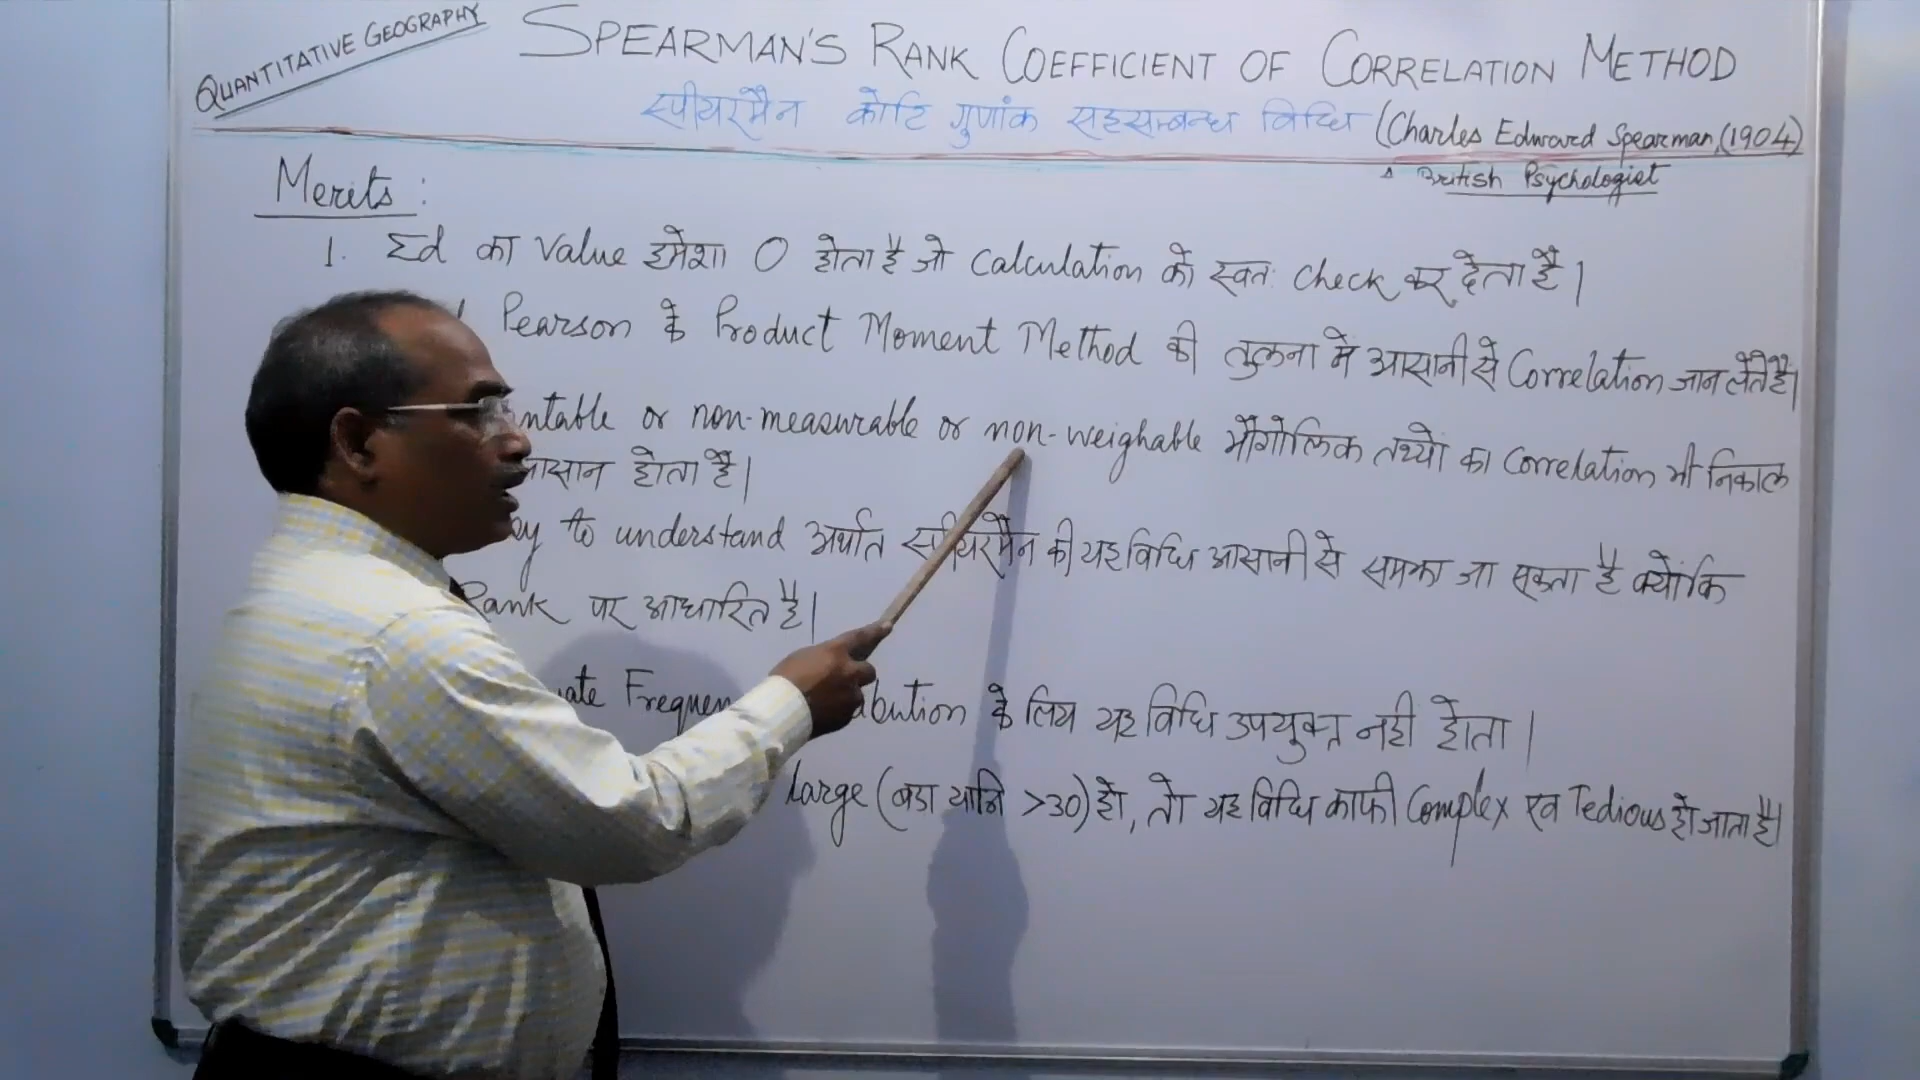 QUANTITATIVE GEOGRAPHY
SPEARMAN'S RANK COEFFICIENT OF CORRELATION METHOD
स्पीयरमैन कोटि गुणांक सहसम्बन्ध विधि (Charles Edward Spearman, (1904)
British Psychologist
Merits :
1. Σd का Value हमेशा 0 होता है जो Calculation को स्वतः Check कर देता है।
Pearson के Product Moment Method की तुलना मे आसानी से Correlation जान लेते है।
ntable or non-measurable or non-weighable भौगोलिक तथ्यो का Correlation भी निकाल
आसान होता है।
sy to understand अर्थात स्पीयरमैन की यह विधि आसानी से समझा जा सकता है क्योंकि
Rank पर आधारित है।
iate Frequen bution के लिय यह विधि उपयुक्त नही होता।
large (बडा यानि >30) हो, तो यह विधि काफी Complex एव Tedious हो जाता है।